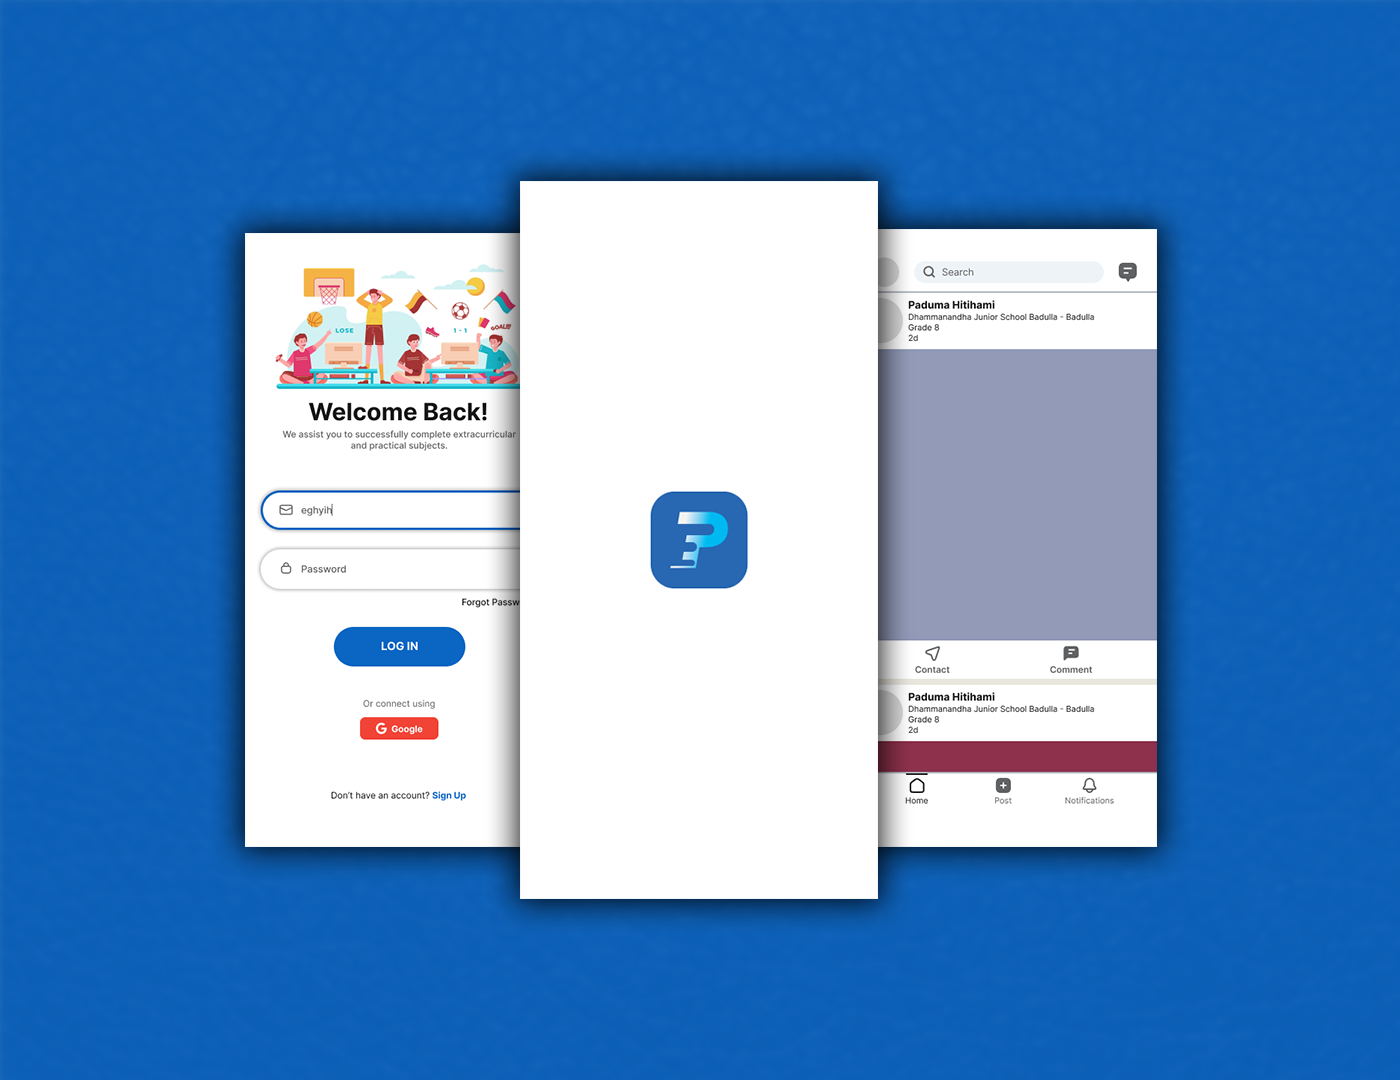 LOSE
1 - 1
GOAL!!!
Welcome Back!
We assist you to successfully complete extracurricular
and practical subjects.
eghyih
Password
Forgot Passw
LOG IN
Or connect using
Google
Don't have an account? Sign Up
P
Search
Paduma Hitihami
Dhammanandha Junior School Badulla - Badulla
Grade 8
2d
Contact
Comment
Paduma Hitihami
Dhammanandha Junior School Badulla - Badulla
Grade 8
2d
Home
Post
Notifications